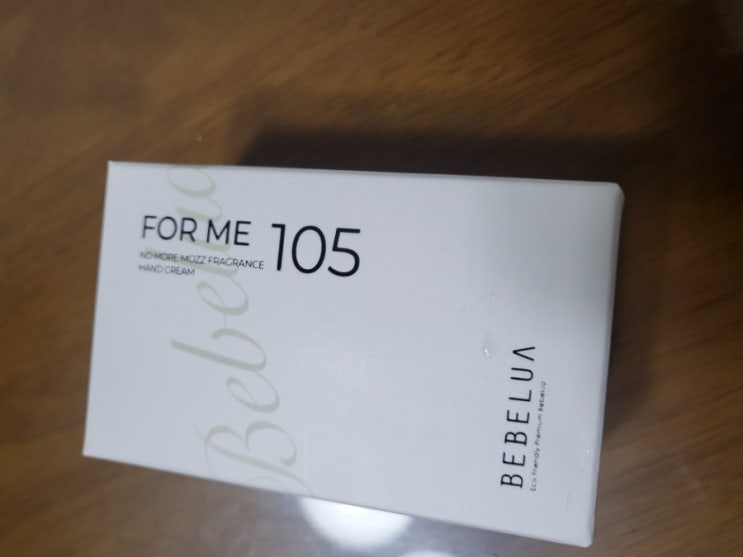 FOR ME 105
NO MORE MOZZ FRAGRANCE
HAND CREAM
Bebelua
BEBELUA
Eco Friendly Premium Bebelua